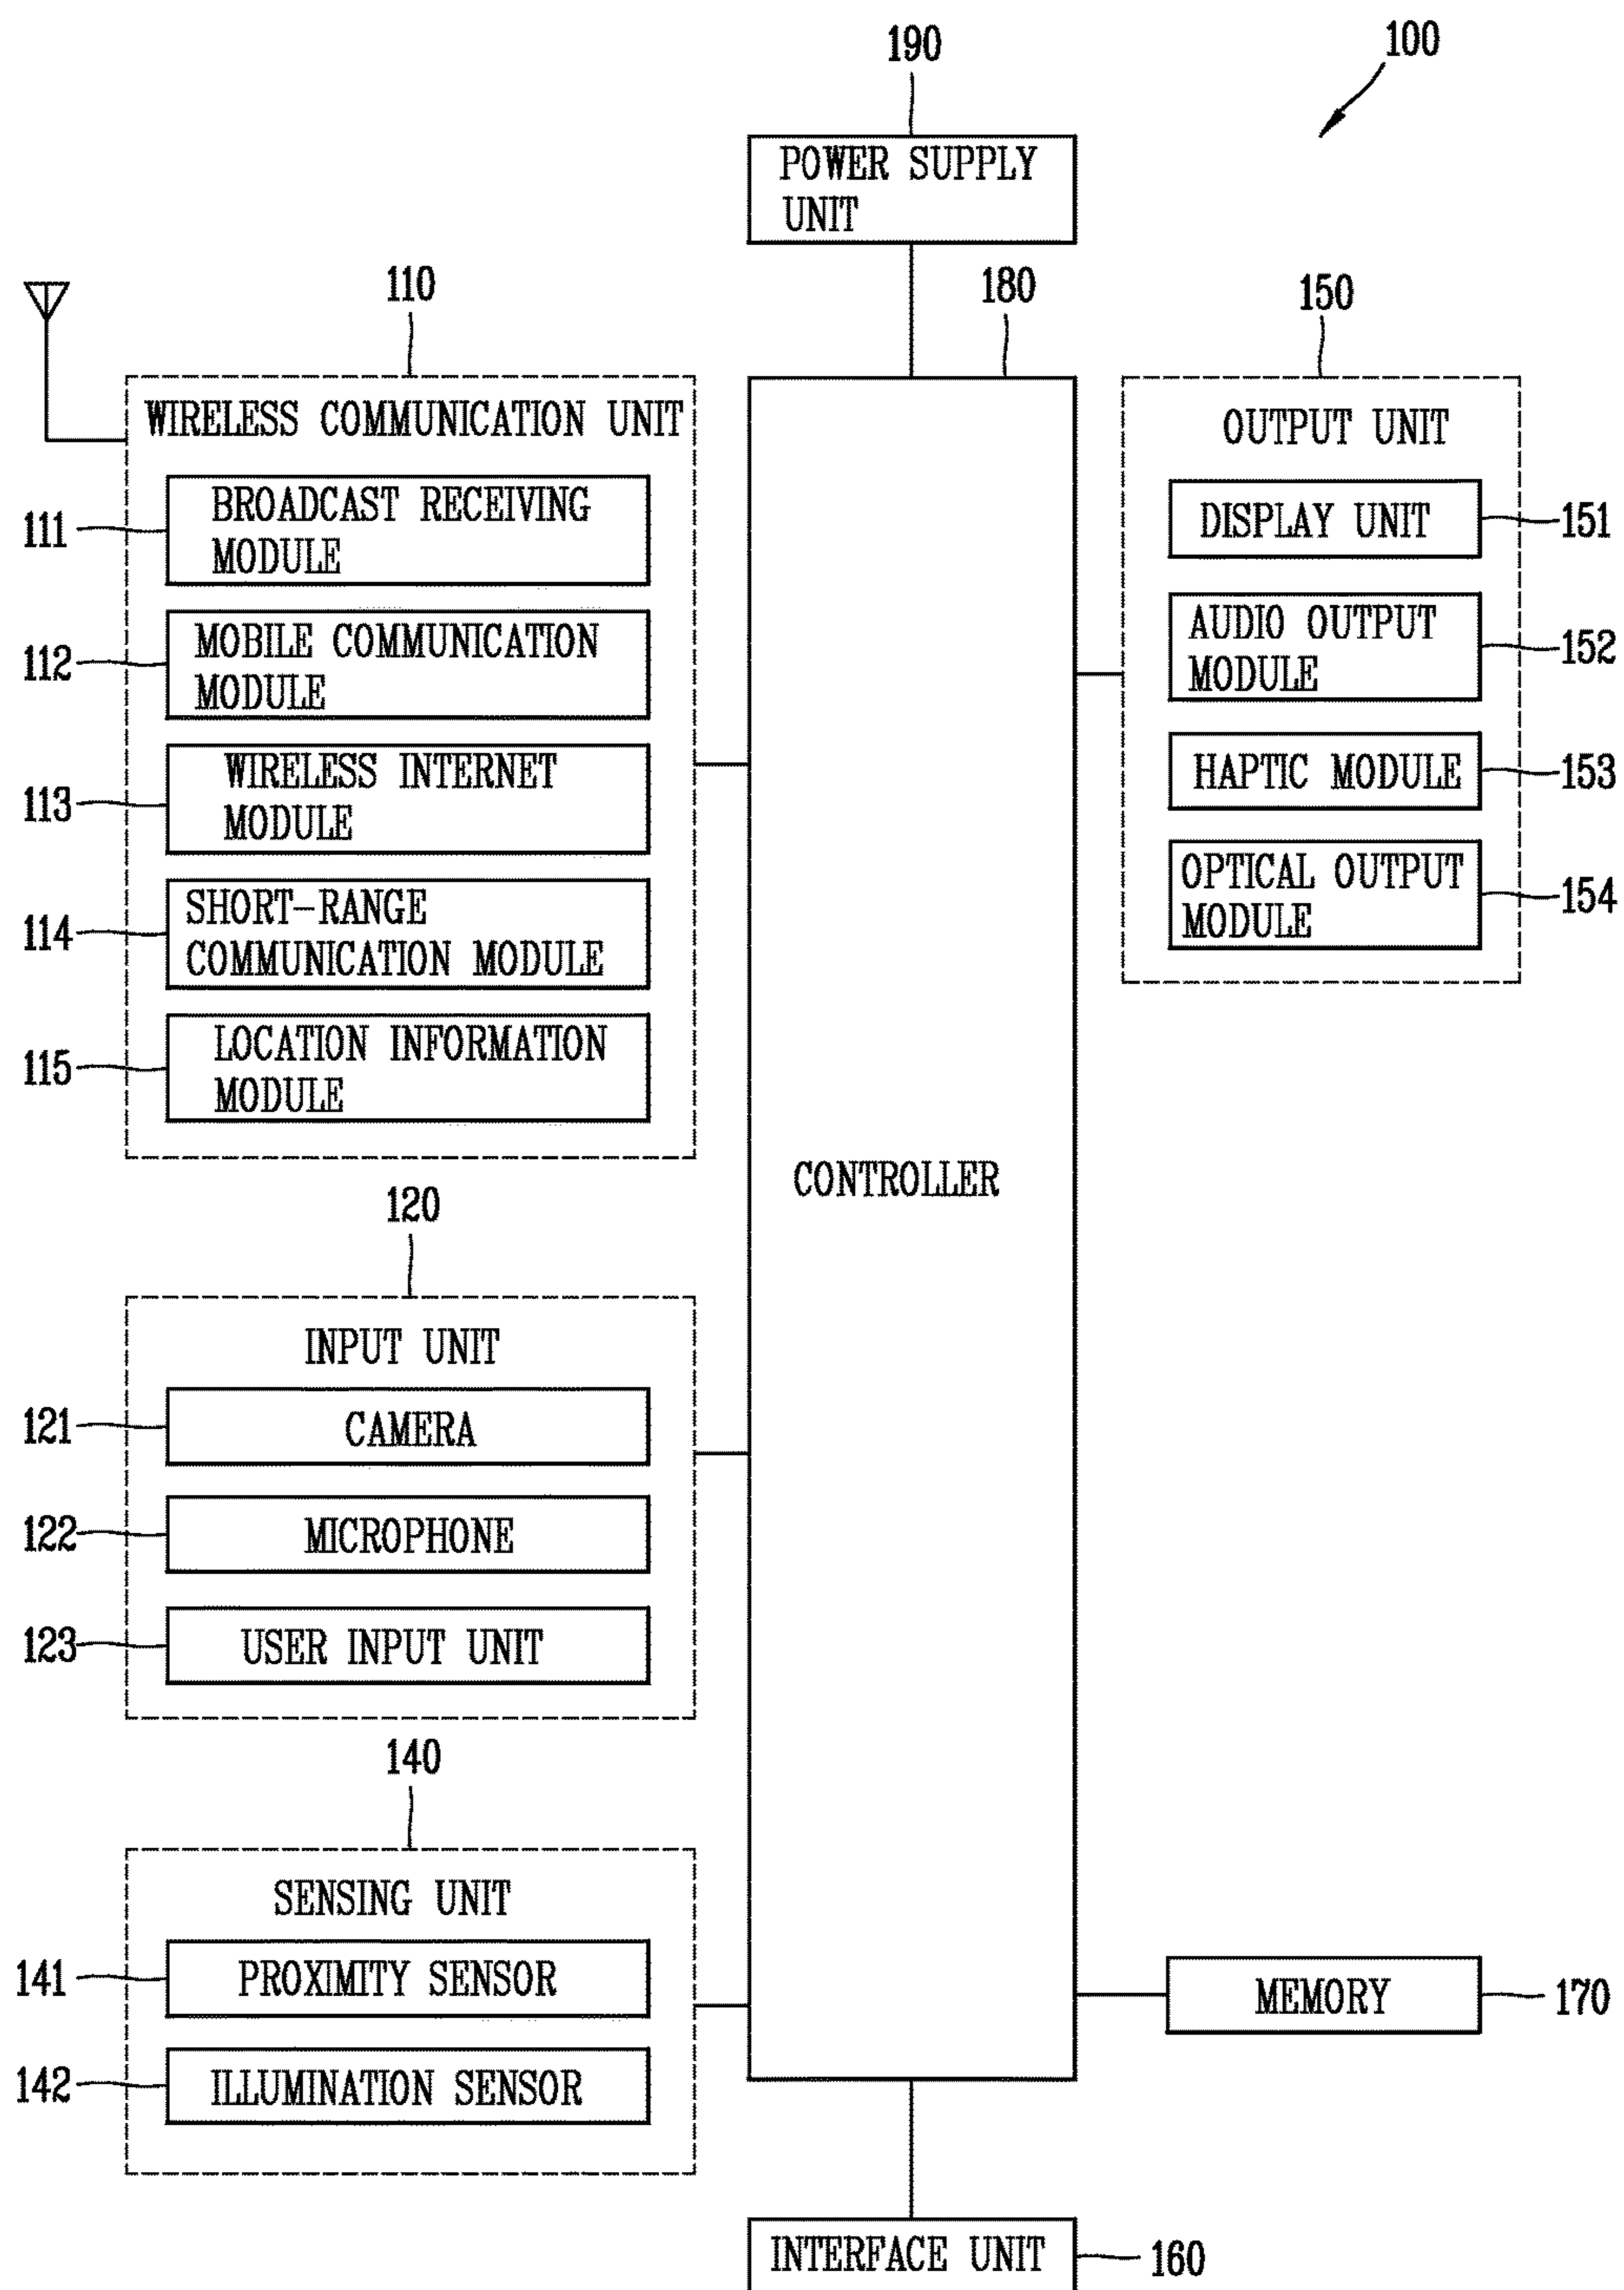 190
100
POWER SUPPLY
UNIT
110
180
150
WIRELESS COMMUNICATION UNIT
111
BROADCAST RECEIVING
MODULE
112
MOBILE COMMUNICATION
MODULE
113
WIRELESS INTERNET
MODULE
114
SHORT-RANGE
COMMUNICATION MODULE
115
LOCATION INFORMATION
MODULE
120
INPUT UNIT
121
CAMERA
122
MICROPHONE
123
USER INPUT UNIT
140
SENSING UNIT
141
PROXIMITY SENSOR
142
ILLUMINATION SENSOR
CONTROLLER
OUTPUT UNIT
DISPLAY UNIT
151
AUDIO OUTPUT
MODULE
152
HAPTIC MODULE
153
OPTICAL OUTPUT
MODULE
154
MEMORY
170
INTERFACE UNIT
160